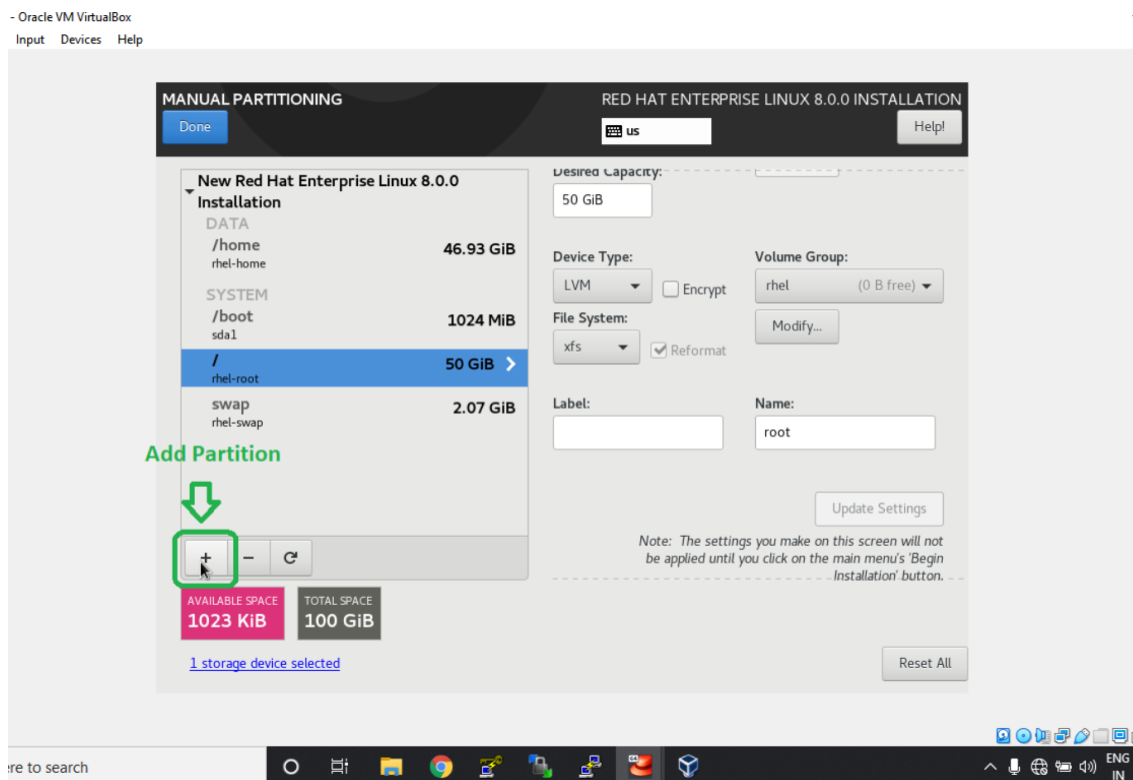 - Oracle VM VirtualBox
Input Devices Help
MANUAL PARTITIONING
RED HAT ENTERPRISE LINUX 8.0.0 INSTALLATION
Done
us
Help!
New Red Hat Enterprise Linux 8.0.0
Installation
DATA
/home
46.93 GiB
rhel-home
SYSTEM
/boot
1024 MiB
sda1
/
50 GiB
rhel-root
swap
2.07 GiB
rhel-swap
Add Partition
+ -
AVAILABLE SPACE
1023 KiB
TOTAL SPACE
100 GiB
1 storage device selected
Desired Capacity:
50 GiB
Device Type:
Volume Group:
LVM
Encrypt
rhel (0 B free)
File System:
Modify...
xfs
Reformat
Label:
Name:
root
Update Settings
Note: The settings you make on this screen will not
be applied until you click on the main menu's 'Begin
Installation' button.
Reset All
ere to search
ENG
IN